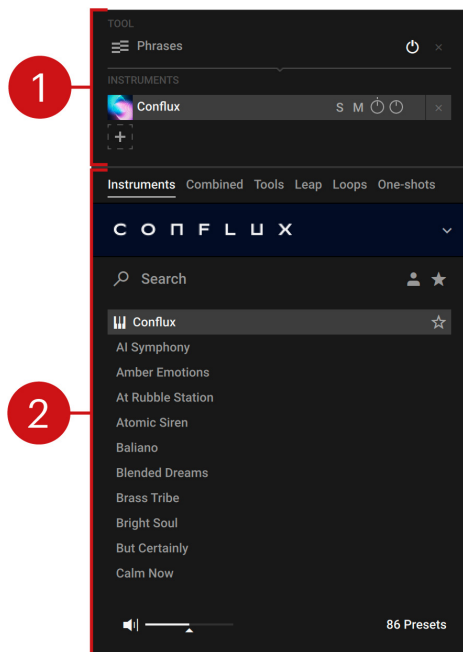 TOOL
Phrases
×
1
INSTRUMENTS
Conflux S M ×
+
Instruments Combined Tools Leap Loops One-shots
CONFLUX
Search
Conflux
AI Symphony
Amber Emotions
At Rubble Station
2
Atomic Siren
Baliano
Blended Dreams
Brass Tribe
Bright Soul
But Certainly
Calm Now
86 Presets